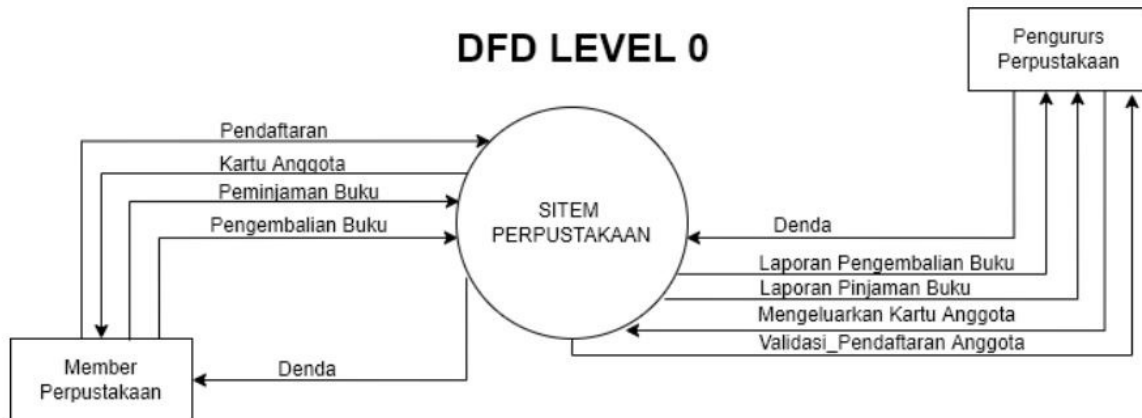 DFD LEVEL 0
Pengururs
Perpustakaan
Pendaftaran
Kartu Anggota
Peminjaman Buku
Pengembalian Buku
SITEM
PERPUSTAKAAN
Denda
Laporan Pengembalian Buku
Laporan Pinjaman Buku
Mengeluarkan Kartu Anggota
Validasi_Pendaftaran Anggota
Member
Perpustakaan
Denda